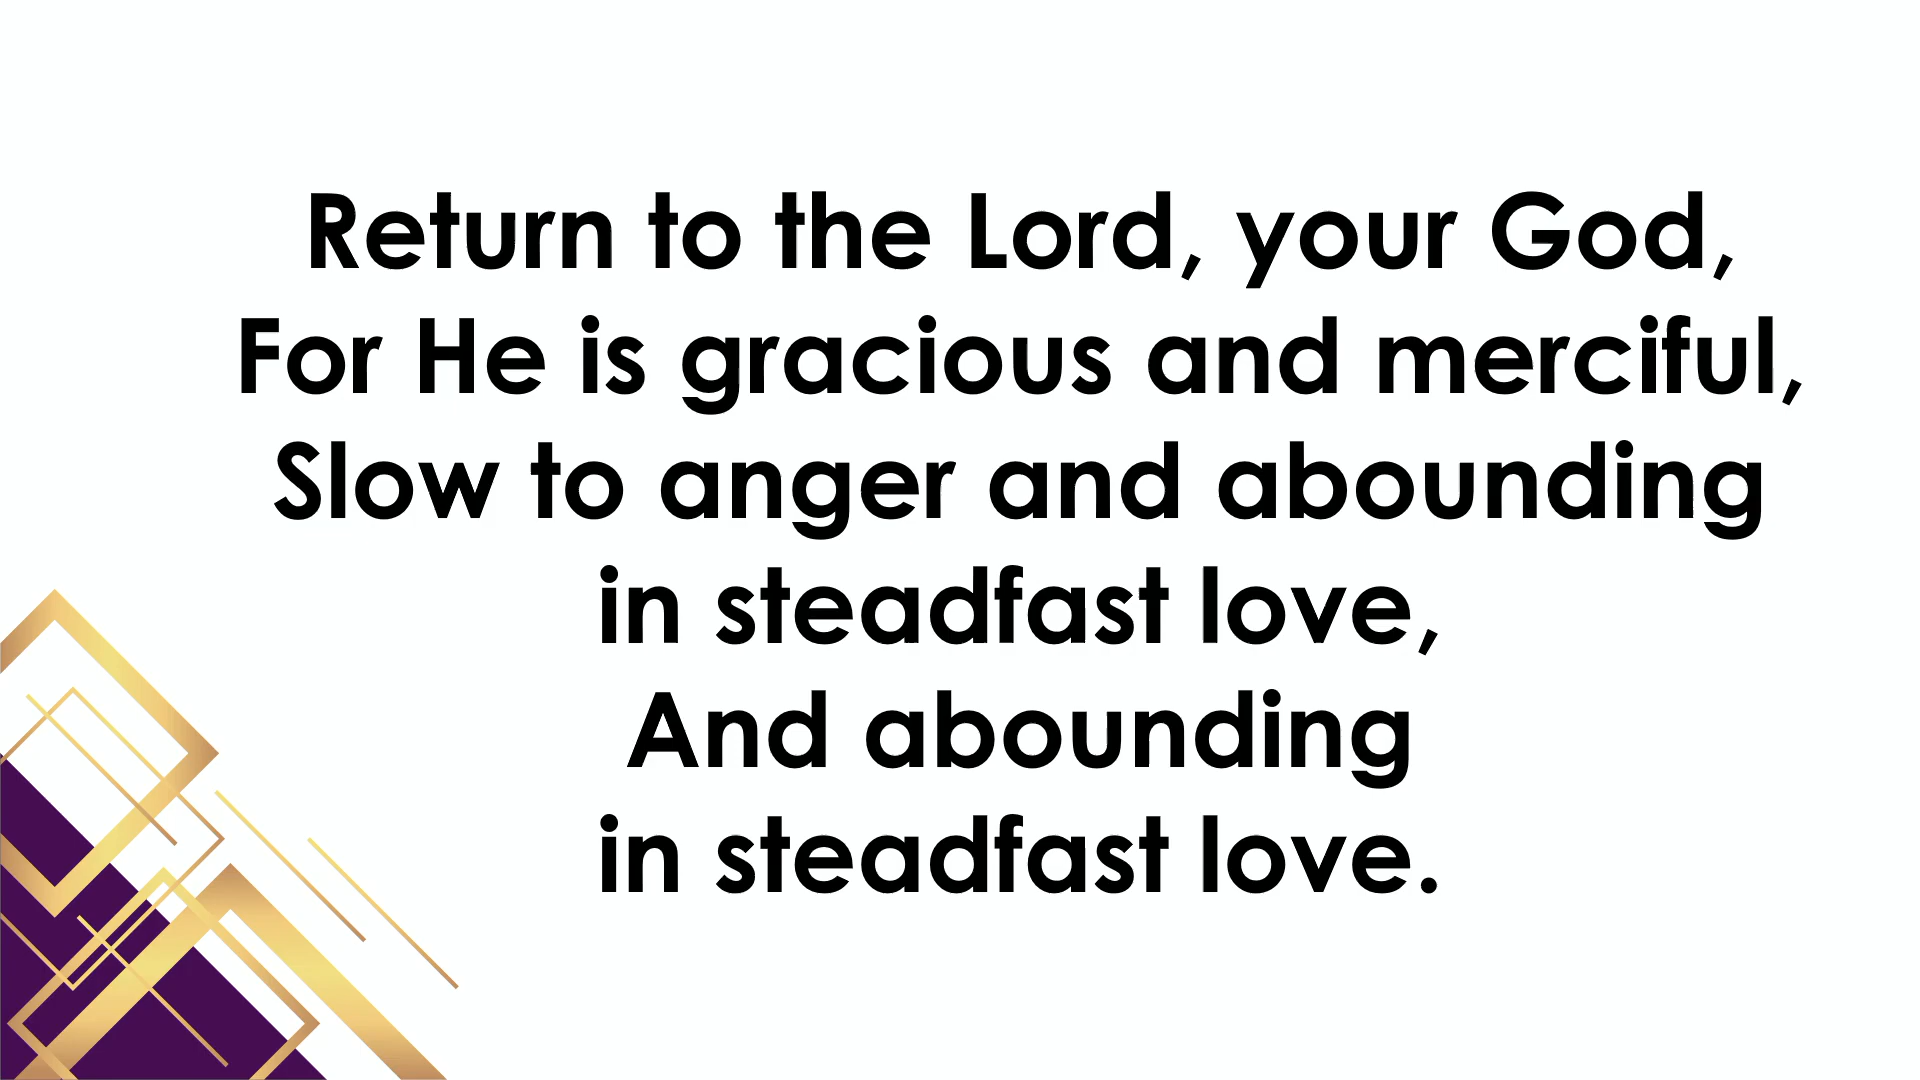 Return to the Lord, your God,
For He is gracious and merciful,
Slow to anger and abounding
in steadfast love,
And abounding
in steadfast love.